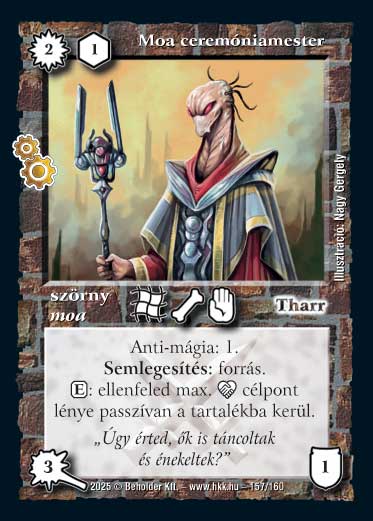 2
1
Moa ceremóniamester
Illusztráció: Nagy Gergely
szörny
moa
Tharr
Anti-mágia: 1.
Semlegesítés: forrás.
E: ellenfeled max. célpont
lénye passzívan a tartalékba kerül.
„Úgy érted, ők is táncoltak
és énekeltek?”
3
2025 © Beholder Kft. – www.hkk.hu – 157/160
1